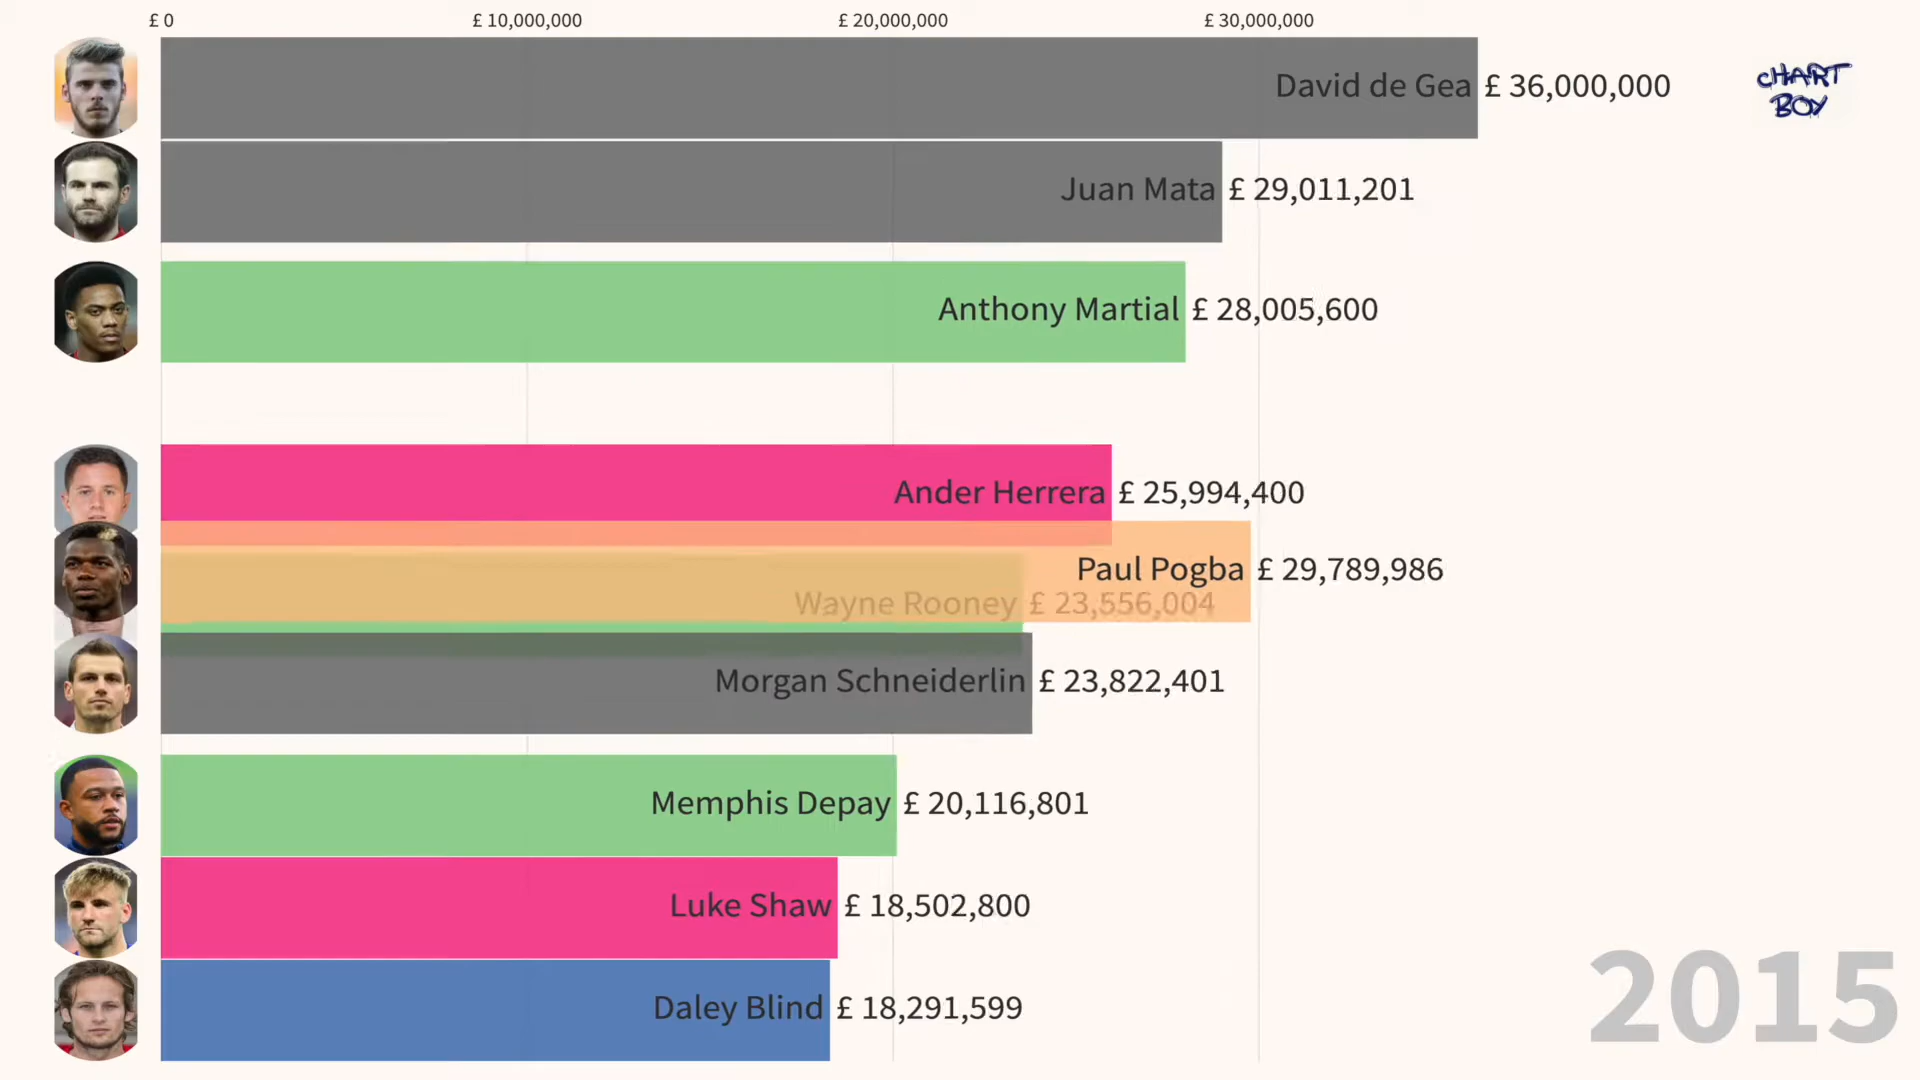 £ 0 £ 10,000,000 £ 20,000,000 £ 30,000,000
David de Gea £ 36,000,000
CHART
BOY
Juan Mata £ 29,011,201
Anthony Martial £ 28,005,600
Ander Herrera £ 25,994,400
Paul Pogba £ 29,789,986
Wayne Rooney £ 23,556,004
Morgan Schneiderlin £ 23,822,401
Memphis Depay £ 20,116,801
Luke Shaw £ 18,502,800
Daley Blind £ 18,291,599
2015